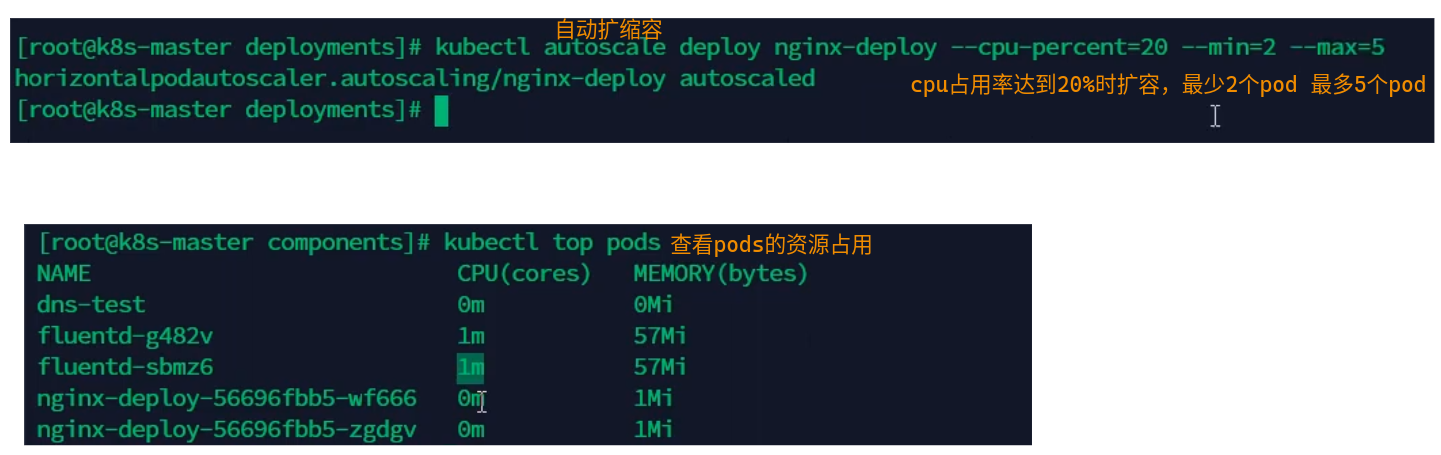 自动扩缩容
[root@k8s-master deployments]# kubectl autoscale deploy nginx-deploy --cpu-percent=20 --min=2 --max=5
horizontalpodautoscaler.autoscaling/nginx-deploy autoscaled
cpu占用率达到20%时扩容，最少2个pod 最多5个pod
[root@k8s-master deployments]#
[root@k8s-master components]# kubectl top pods 查看pods的资源占用
NAME CPU(cores) MEMORY(bytes)
dns-test 0m 0Mi
fluentd-g482v 1m 57Mi
fluentd-sbmz6 1m 57Mi
nginx-deploy-56696fbb5-wf666 0m 1Mi
nginx-deploy-56696fbb5-zgdgv 0m 1Mi